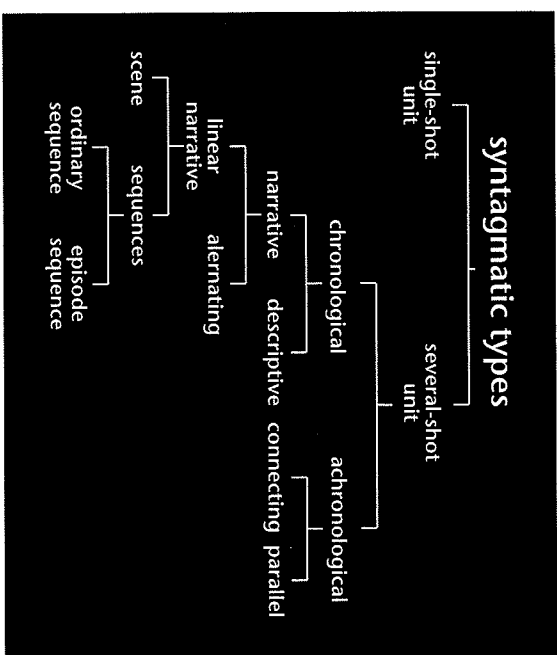 syntagmatic types
single-shot
unit
several-shot
unit
chronological
achronological
narrative
descriptive
connecting
parallel
linear
narrative
alernating
scene
sequences
ordinary
sequence
episode
sequence